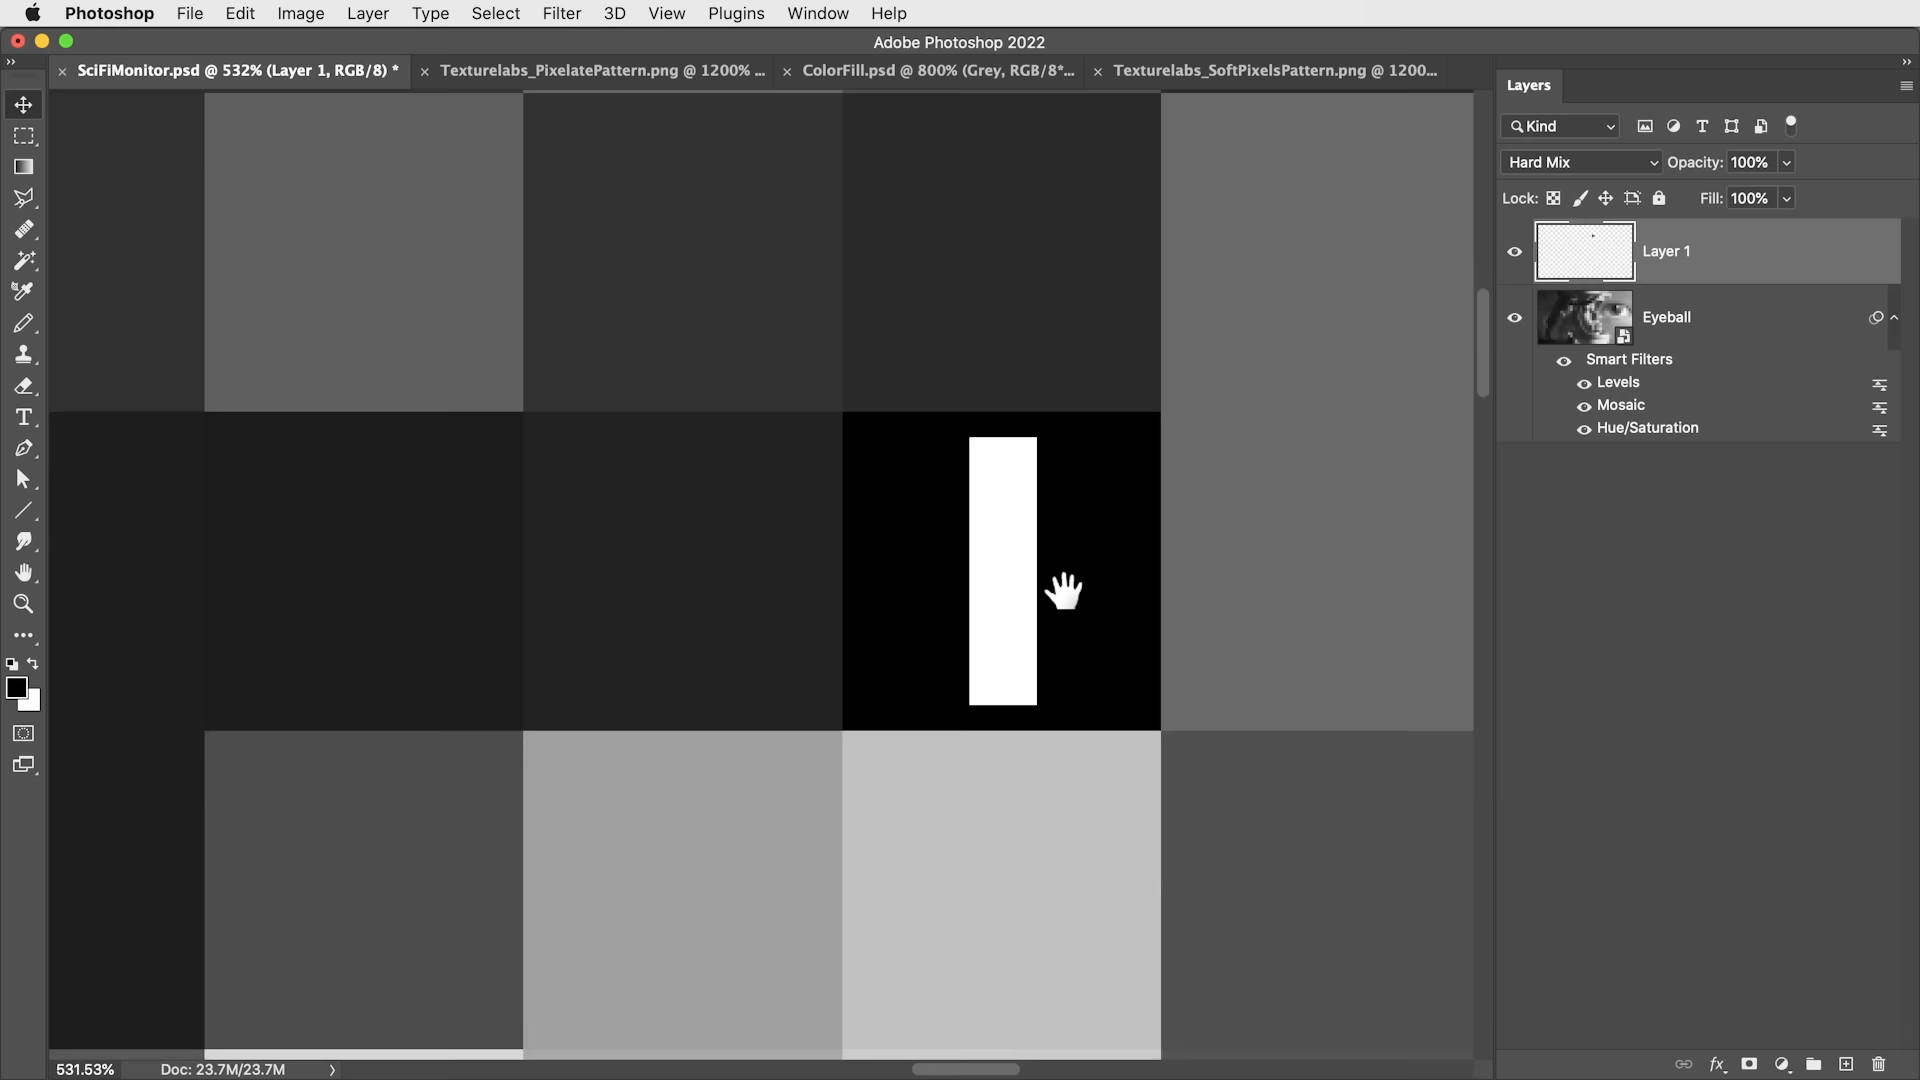 Photoshop File Edit Image Layer Type Select Filter 3D View Plugins Window Help
Adobe Photoshop 2022
SciFiMonitor.psd @ 532% (Layer 1, RGB/8) * Texturelabs_PixelatePattern.png @ 1200% ... ColorFill.psd @ 800% (Grey, RGB/8*... Texturelabs_SoftPixelsPattern.png @ 1200...
Layers
Kind
Hard Mix Opacity: 100%
Lock: Fill: 100%
Layer 1
Eyeball
Smart Filters
Levels
Mosaic
Hue/Saturation
531.53% Doc: 23.7M/23.7M